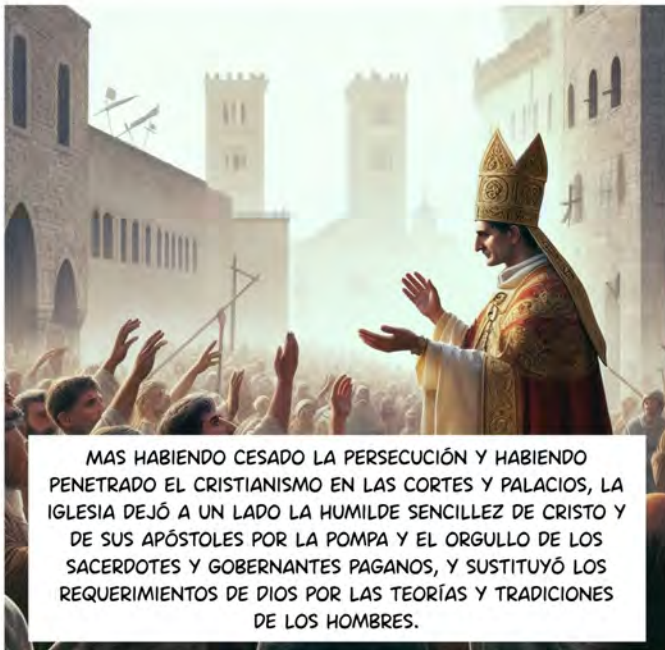 MAS HABIENDO CESADO LA PERSECUCIÓN Y HABIENDO
PENETRADO EL CRISTIANISMO EN LAS CORTES Y PALACIOS, LA
IGLESIA DEJÓ A UN LADO LA HUMILDE SENCILLEZ DE CRISTO Y
DE SUS APÓSTOLES POR LA POMPA Y EL ORGULLO DE LOS
SACERDOTES Y GOBERNANTES PAGANOS, Y SUSTITUYÓ LOS
REQUERIMIENTOS DE DIOS POR LAS TEORÍAS Y TRADICIONES
DE LOS HOMBRES.